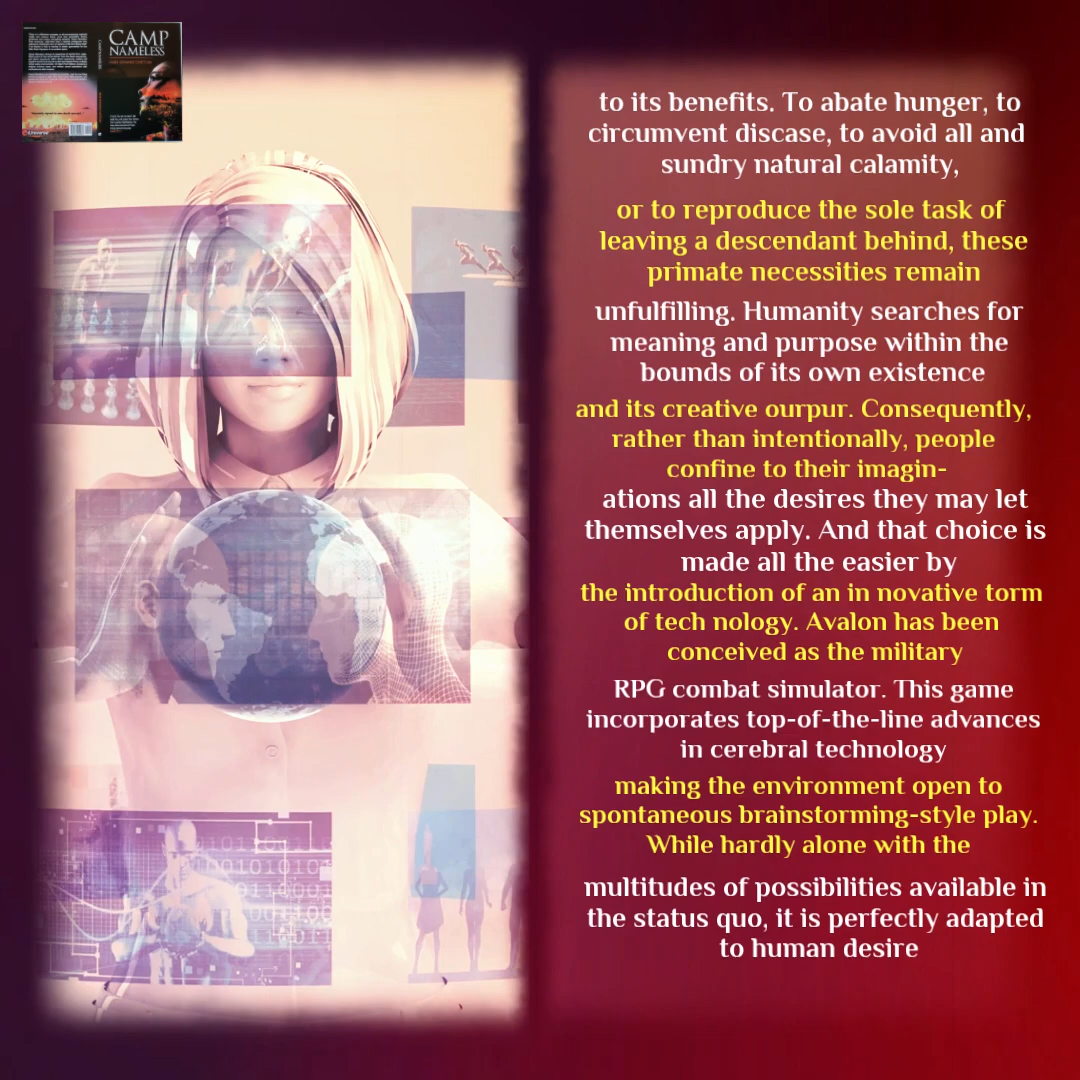 CAMP
NAMELESS
to its benefits. To abate hunger, to
circumvent discase, to avoid all and
sundry natural calamity,
or to reproduce the sole task of
leaving a descendant behind, these
primate necessities remain
unfulfilling. Humanity searches for
meaning and purpose within the
bounds of its own existence
and its creative ourpur. Consequently,
rather than intentionally, people
confine to their imagin-
ations all the desires they may let
themselves apply. And that choice is
made all the easier by
the introduction of an in novative torm
of tech nology. Avalon has been
conceived as the military
RPG combat simulator. This game
incorporates top-of-the-line advances
in cerebral technology
making the environment open to
spontaneous brainstorming-style play.
While hardly alone with the
multitudes of possibilities available in
the status quo, it is perfectly adapted
to human desire